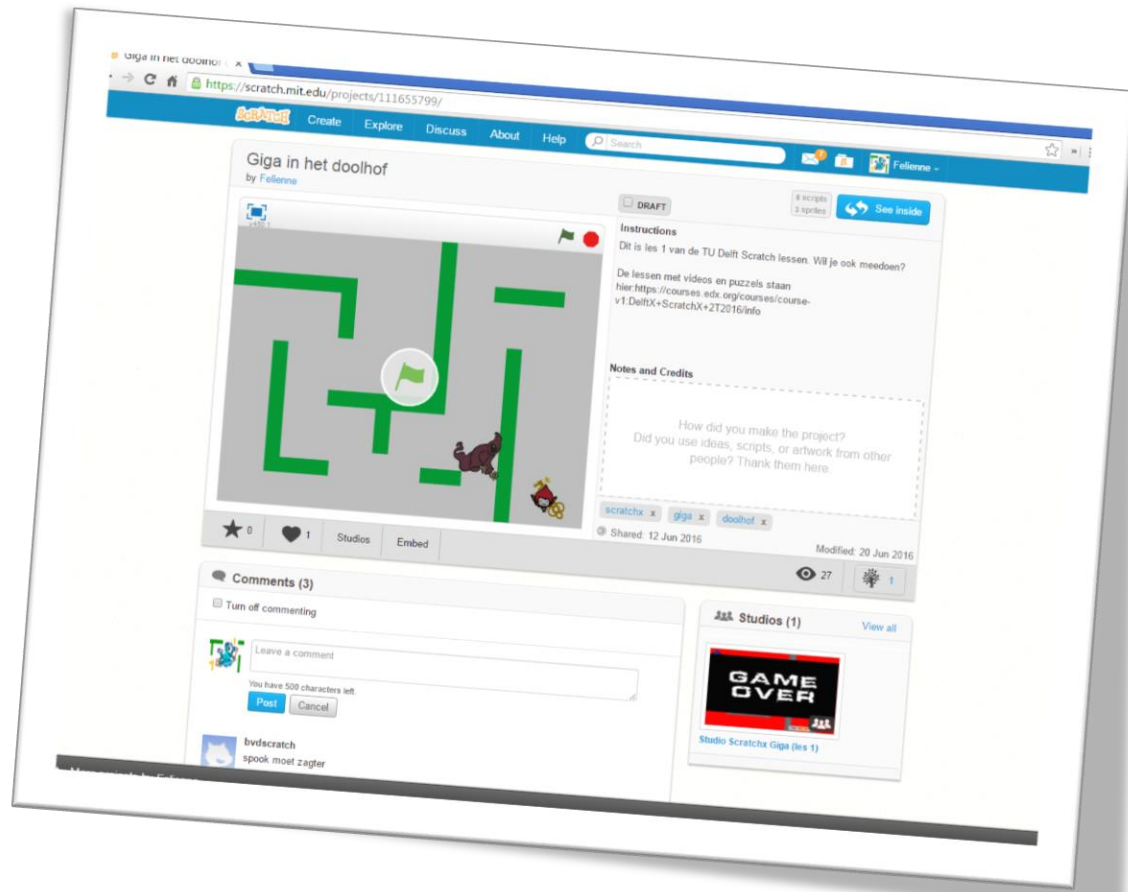 Giga in het doolhof
https://scratch.mit.edu/projects/111655799/
SCRATCH Create Explore Discuss About Help Search Felienne
Giga in het doolhof
by Felienne
DRAFT
8 scripts
3 sprites
See inside
Instructions
Dit is les 1 van de TU Delft Scratch lessen. Wil je ook meedoen?
De lessen met videos en puzzels staan
hier:https://courses.edx.org/courses/course-
v1:DelftX+ScratchX+2T2016/info
Notes and Credits
How did you make the project?
Did you use ideas, scripts, or artwork from other
people? Thank them here.
scratchx x giga x doolhof x
Shared: 12 Jun 2016 Modified: 20 Jun 2016
0 1 Studios Embed 27 1
Comments (3)
Turn off commenting
Leave a comment
You have 500 characters left.
Post Cancel
bvdscratch
spook moet zagter
Studios (1) View all
GAME
OVER
Studio Scratchx Giga (les 1)